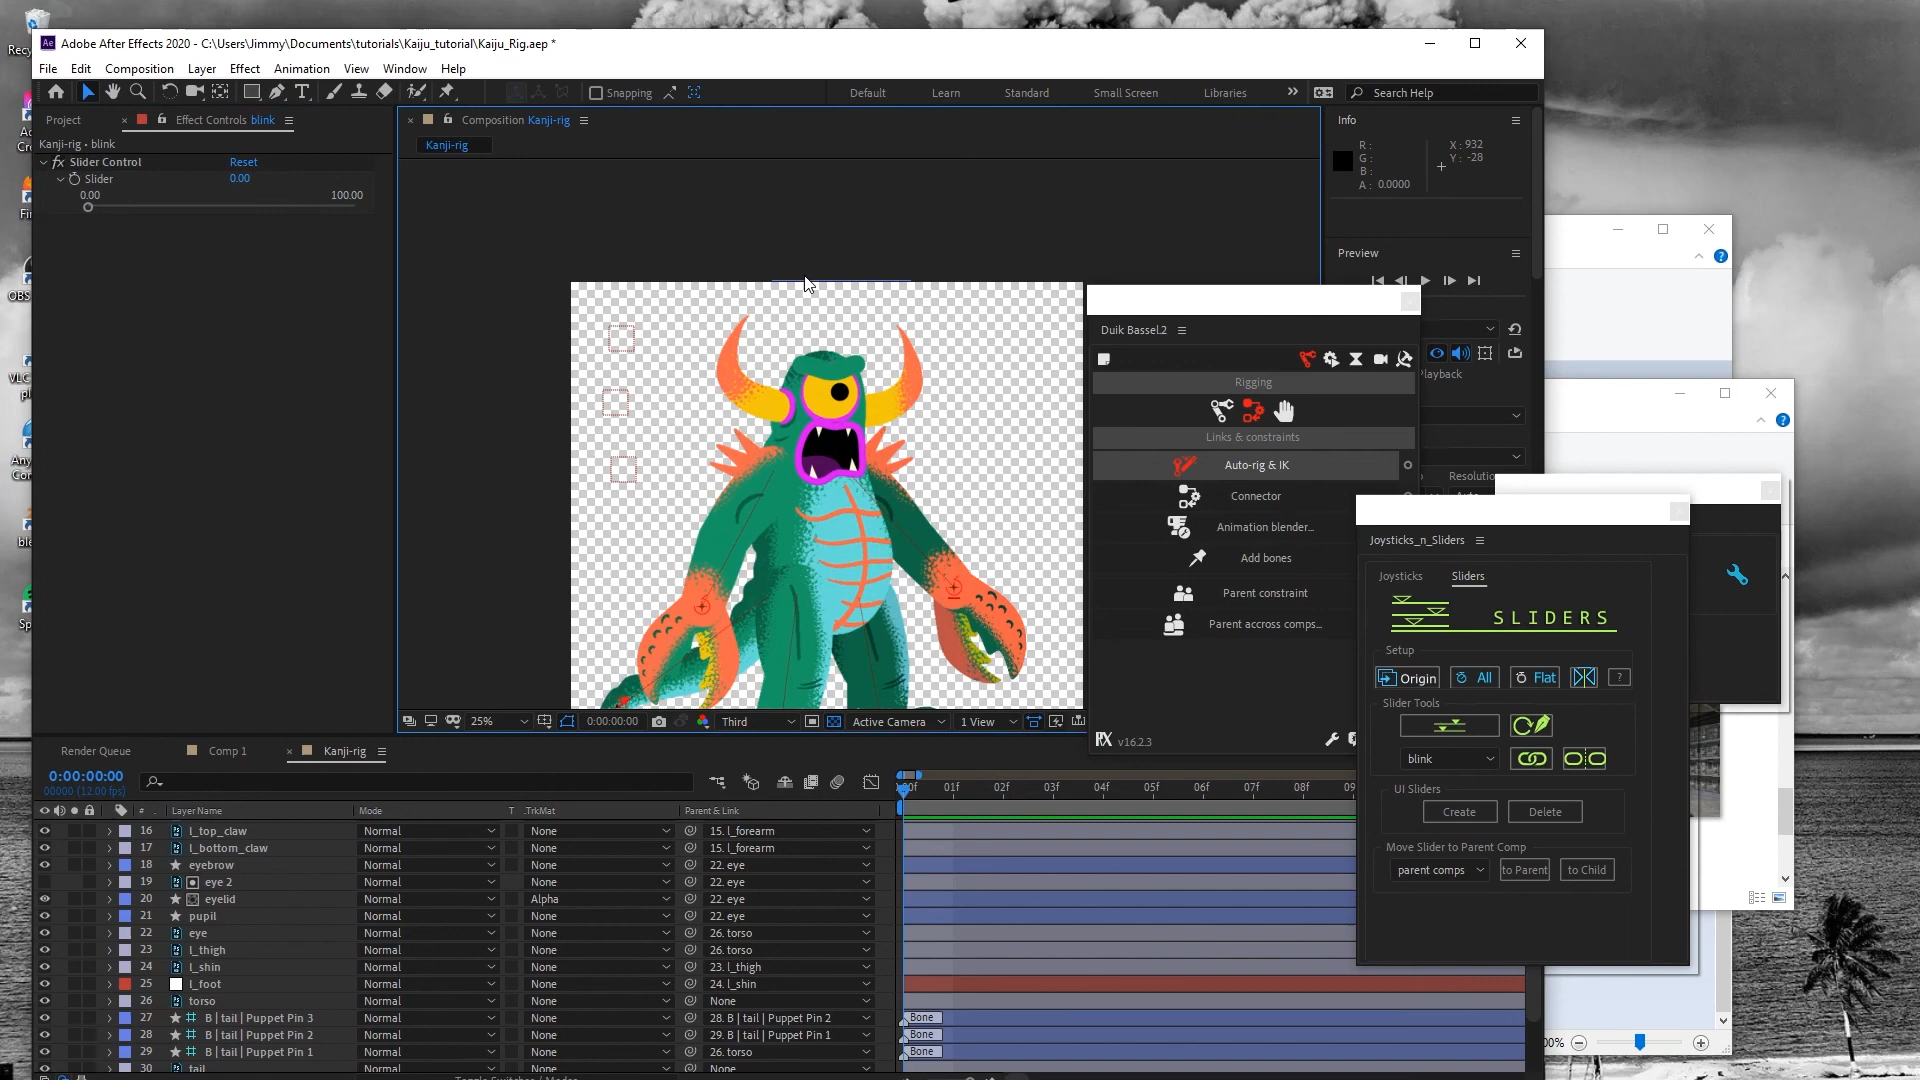 Adobe After Effects 2020 - C:\Users\Jimmy\Documents\tutorials\Kaiju_tutorial\Kaiju_Rig.aep *
File Edit Composition Layer Effect Animation View Window Help
Snapping
Default Learn Standard Small Screen Libraries
Search Help
Project
Effect Controls blink
Kanji-rig • blink
fx Slider Control Reset
Slider 0.00
0.00 100.00
Composition Kanji-rig
Kanji-rig
Info
R :
G :
B :
A : 0.0000
X : 932
Y : -28
Preview
Duik Bassel.2
Rigging
Links & constraints
Auto-rig & IK
Connector
Animation blender...
Add bones
Parent constraint
Parent accross comps...
v16.2.3
layback
Resolutio
Joysticks_n_Sliders
Joysticks Sliders
SLIDERS
Setup
Origin All Flat ?
Slider Tools
blink
UI Sliders
Create Delete
Move Slider to Parent Comp
parent comps to Parent to Child
25% 0:00:00:00 Third Active Camera 1 View
Render Queue Comp 1 Kanji-rig
0:00:00:00
00000 (12.00 fps)
01f 02f 03f 04f 05f 06f 07f 08f 09
# Layer Name Mode T .TrkMat Parent & Link
16 l_top_claw Normal None 15. l_forearm
17 l_bottom_claw Normal None 15. l_forearm
18 eyebrow Normal None 22. eye
19 eye 2 Normal None 22. eye
20 eyelid Normal Alpha 22. eye
21 pupil Normal None 22. eye
22 eye Normal None 26. torso
23 l_thigh Normal None 26. torso
24 l_shin Normal None 23. l_thigh
25 l_foot Normal None 24. l_shin
26 torso Normal None None
27 B | tail | Puppet Pin 3 Normal None 28. B | tail | Puppet Pin 2 Bone
28 B | tail | Puppet Pin 2 Normal None 29. B | tail | Puppet Pin 1 Bone
29 B | tail | Puppet Pin 1 Normal None 26. torso Bone
30 tail Normal None None
Toggle Switches / Modes